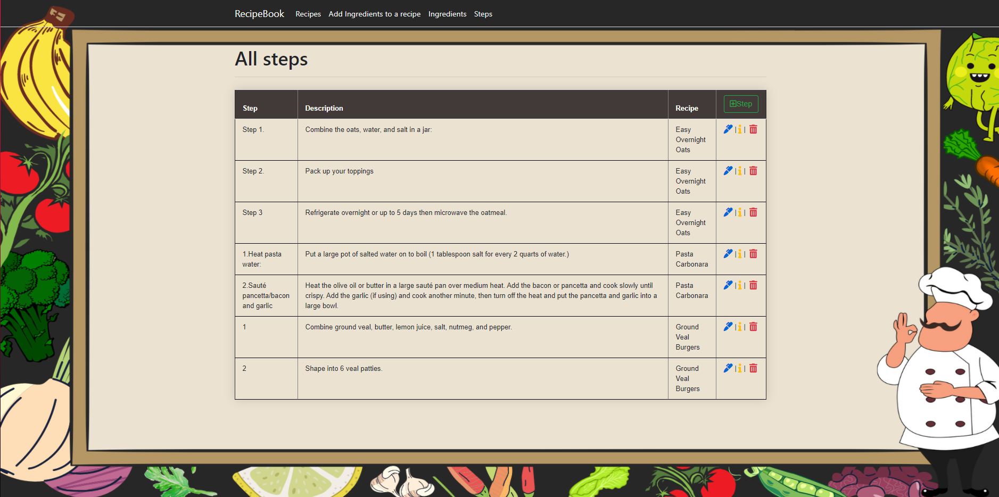 RecipeBook Recipes Add Ingredients to a recipe Ingredients Steps
All steps
Step Description Recipe Step
Step 1. Combine the oats, water, and salt in a jar: Easy
Overnight
Oats
Step 2. Pack up your toppings Easy
Overnight
Oats
Step 3 Refrigerate overnight or up to 5 days then microwave the oatmeal. Easy
Overnight
Oats
1.Heat pasta Put a large pot of salted water on to boil (1 tablespoon salt for every 2 quarts of water.) Pasta
water: Carbonara
2.Sauté Heat the olive oil or butter in a large sauté pan over medium heat. Add the bacon or pancetta and cook slowly until Pasta
pancetta/bacon crispy. Add the garlic (if using) and cook another minute, then turn off the heat and put the pancetta and garlic into a Carbonara
and garlic large bowl.
1 Combine ground veal, butter, lemon juice, salt, nutmeg, and pepper. Ground
Veal
Burgers
2 Shape into 6 veal patties. Ground
Veal
Burgers